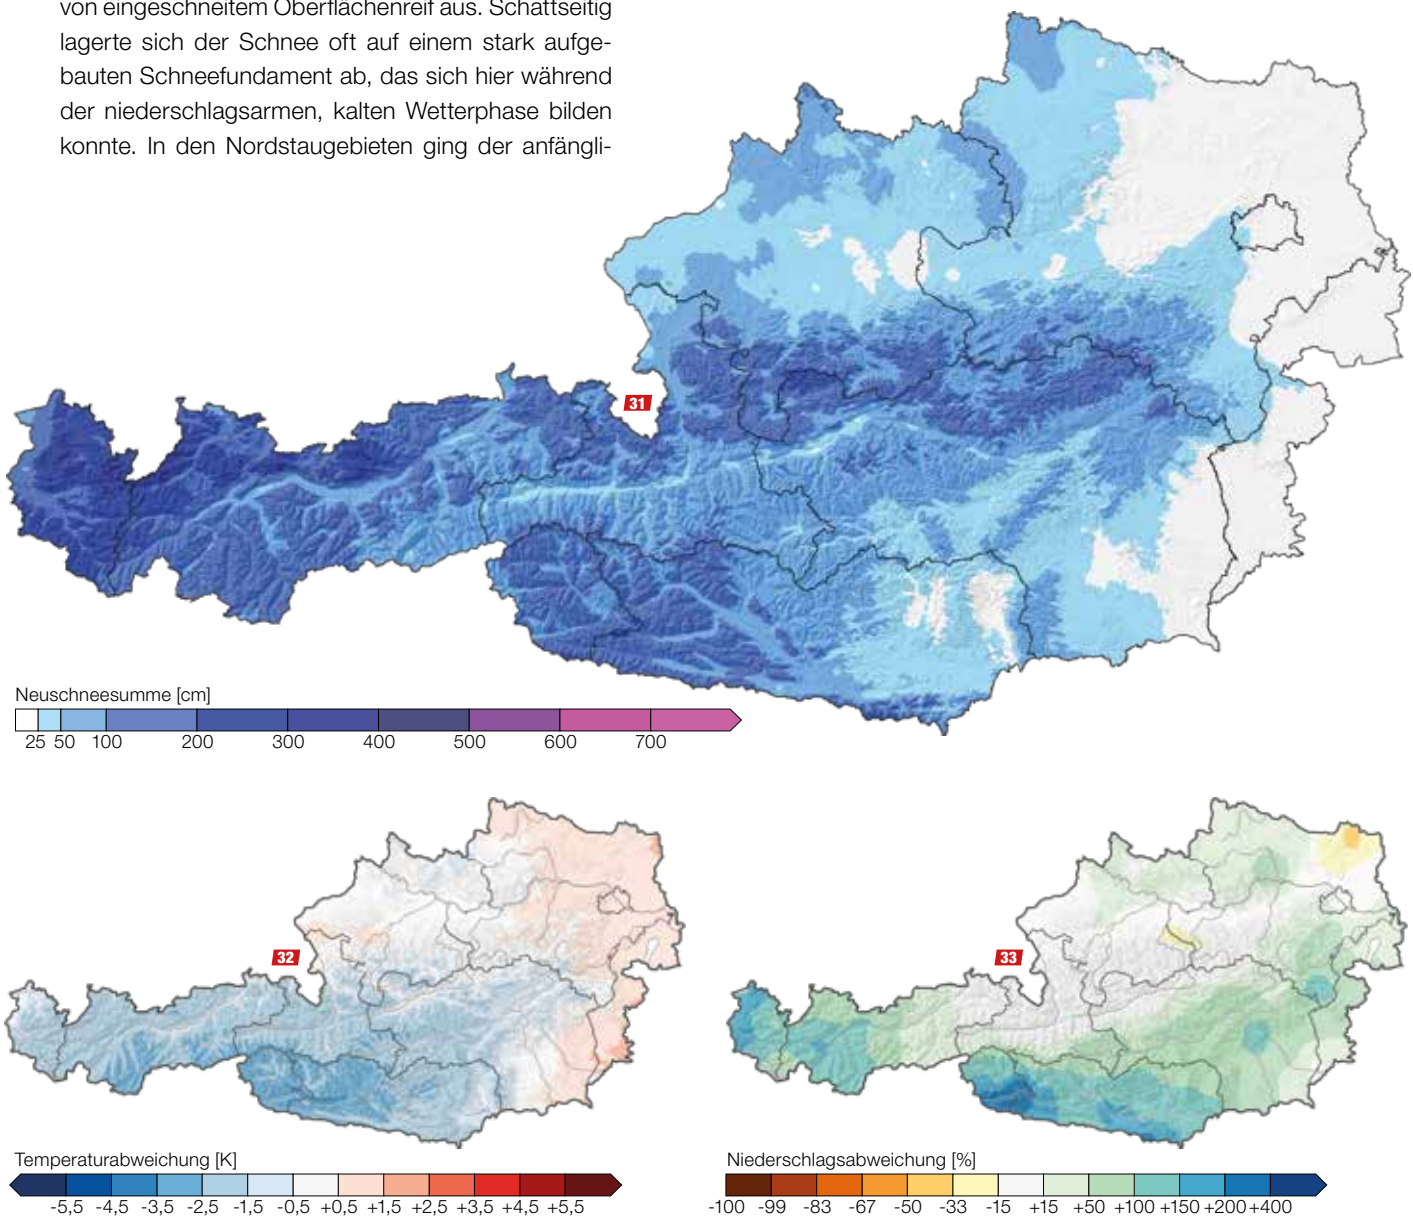 von eingeschneitem Oberflächenreif aus. Schattseitig
lagerte sich der Schnee oft auf einem stark aufge-
bauten Schneefundament ab, das sich hier während
der niederschlagsarmen, kalten Wetterphase bilden
konnte. In den Nordstaugebieten ging der anfängli-
31
Neuschneesumme [cm]
25 50 100 200 300 400 500 600 700
32
33
Temperaturabweichung [K]
-5,5 -4,5 -3,5 -2,5 -1,5 -0,5 +0,5 +1,5 +2,5 +3,5 +4,5 +5,5
Niederschlagsabweichung [%]
-100 -99 -83 -67 -50 -33 -15 +15 +50 +100 +150 +200 +400